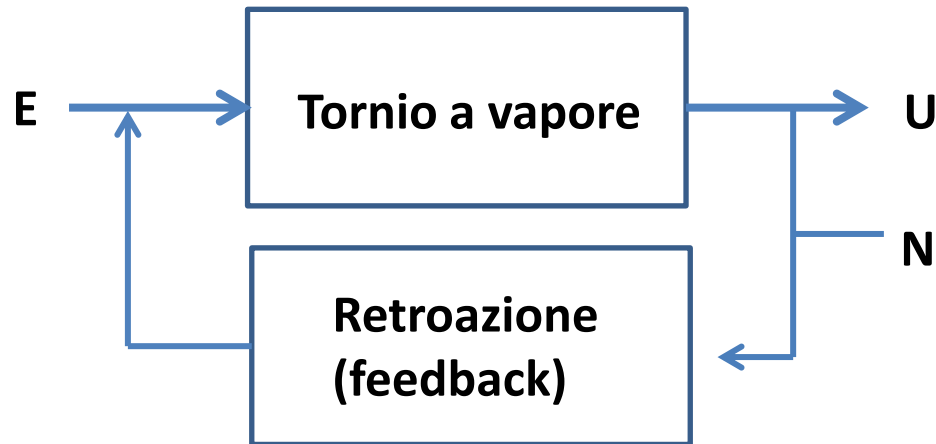 E
Tornio a vapore
U
N
Retroazione
(feedback)